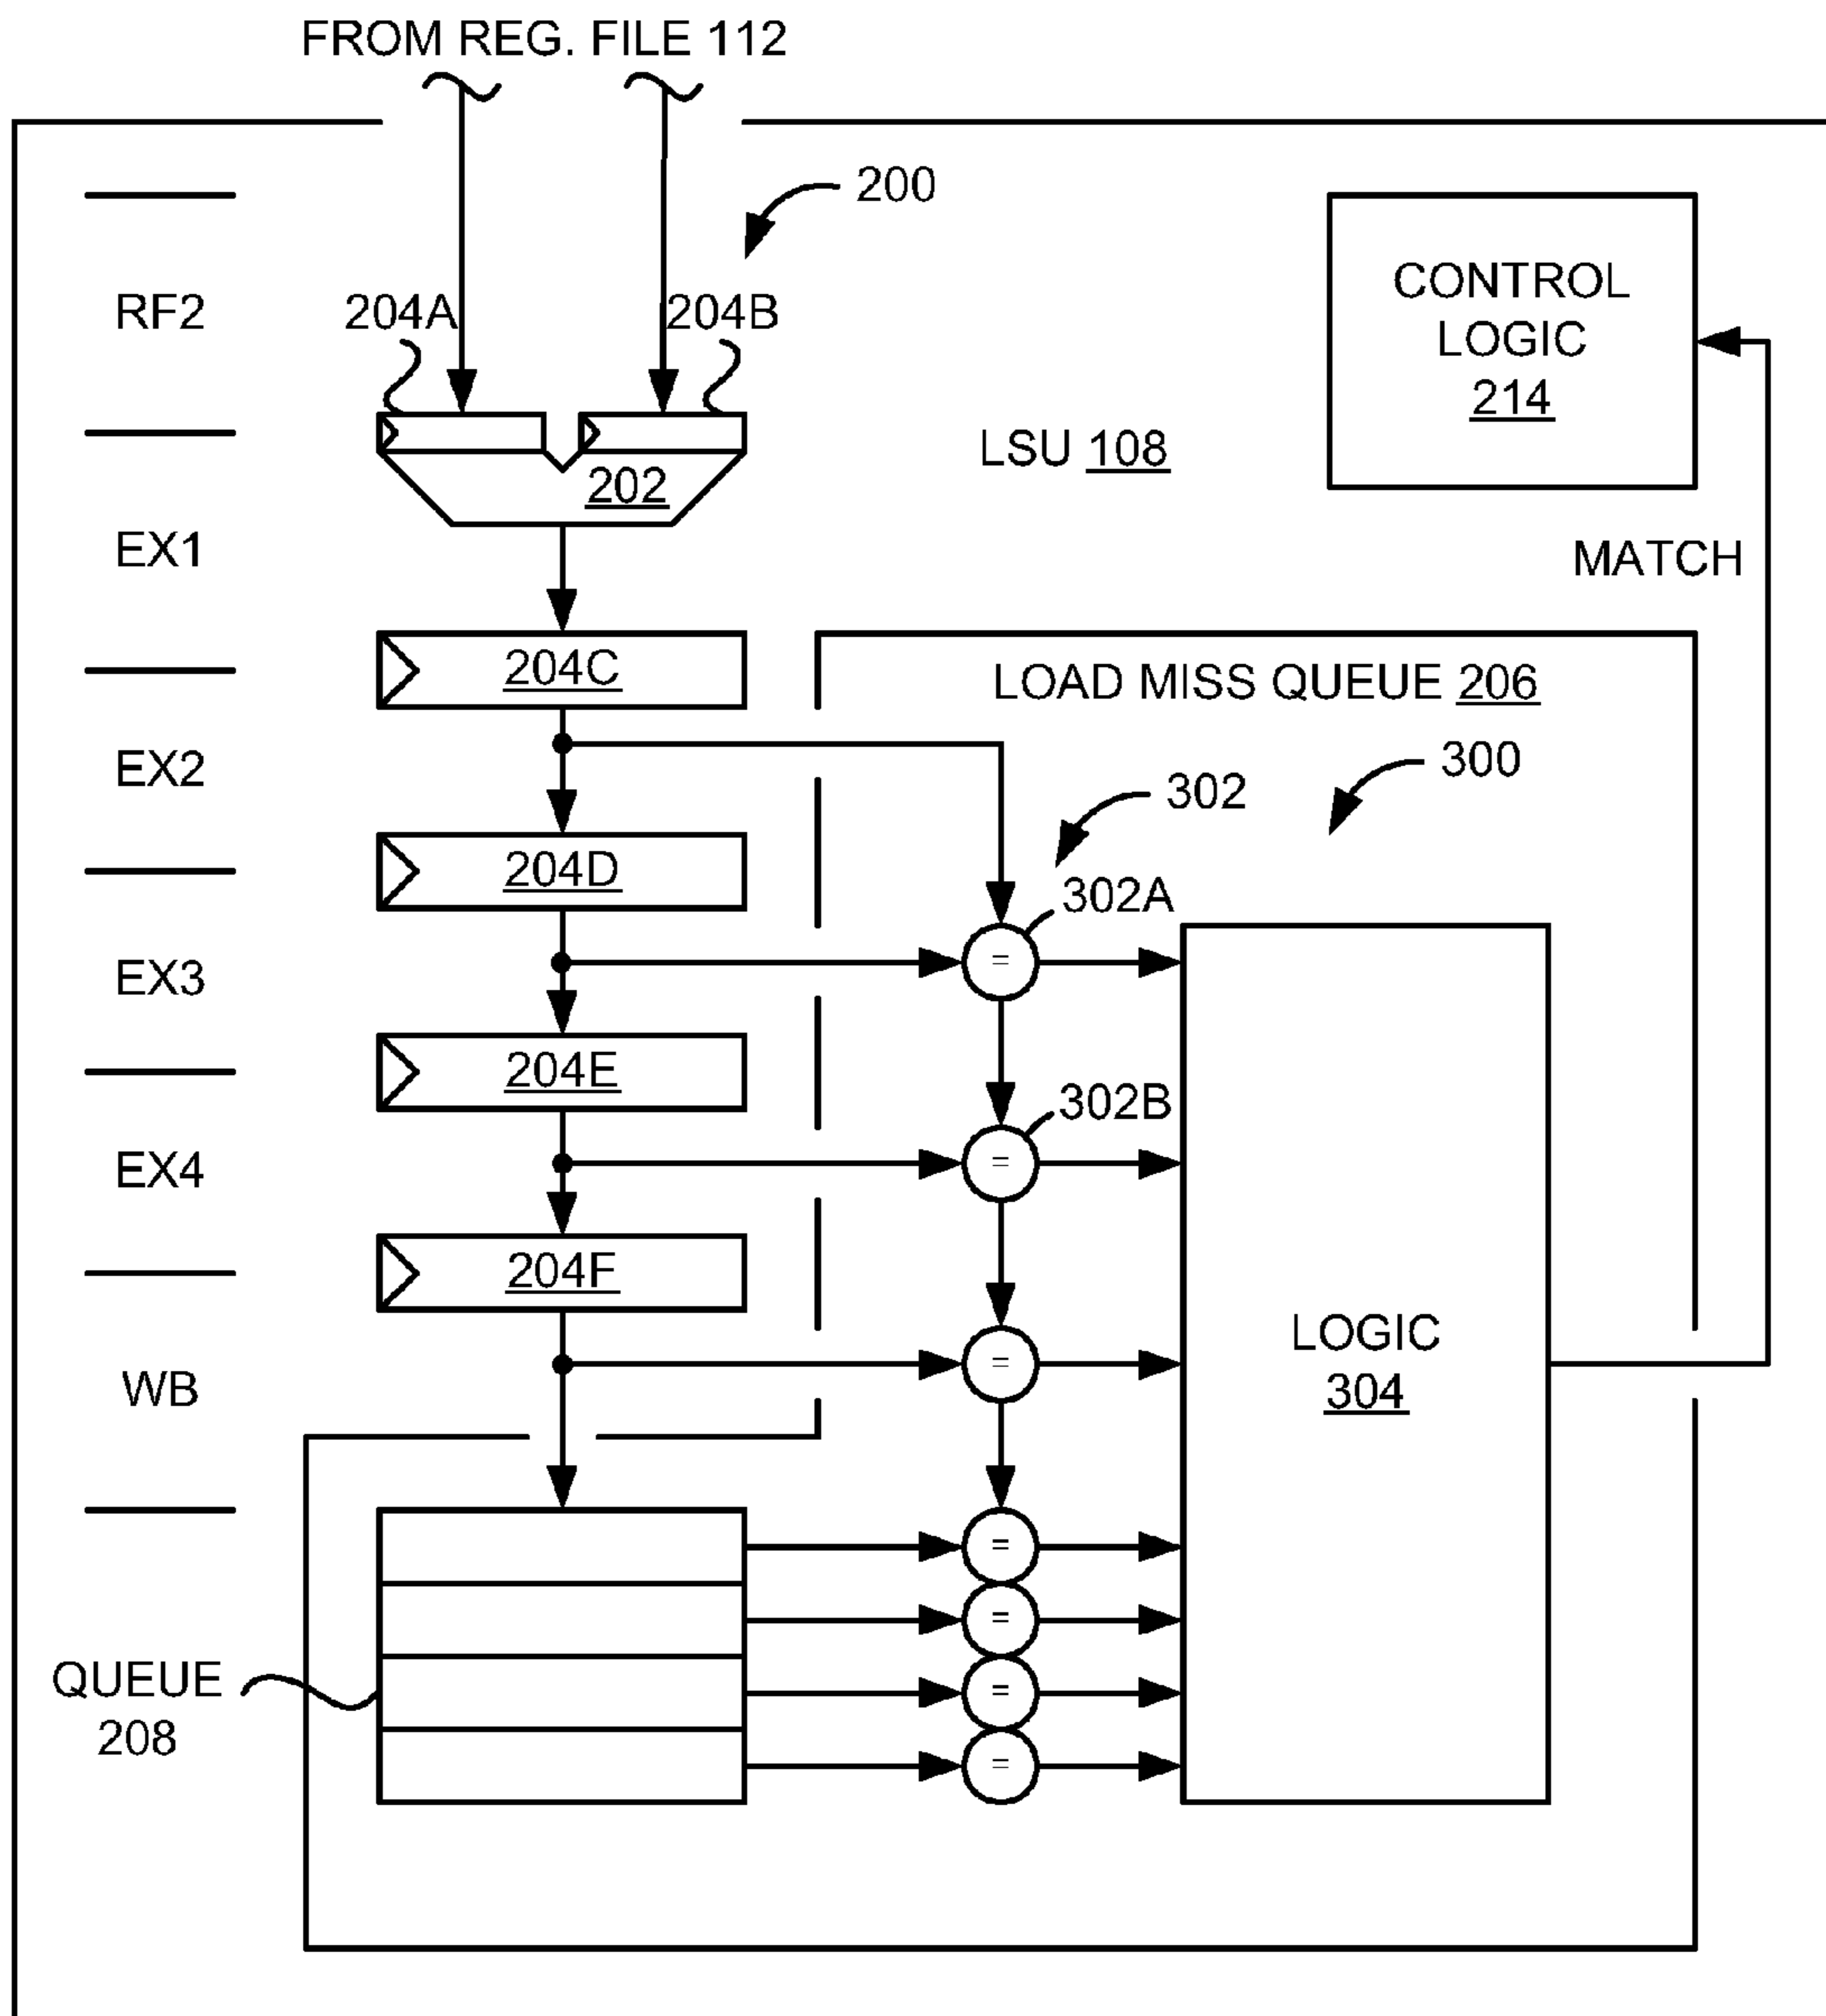 FROM REG. FILE 112
200
RF2
204A
204B
CONTROL
LOGIC
214
LSU 108
202
EX1
MATCH
204C
LOAD MISS QUEUE 206
EX2
302
300
204D
302A
EX3
=
204E
302B
EX4
=
204F
LOGIC
304
=
WB
=
=
QUEUE
208
=
=